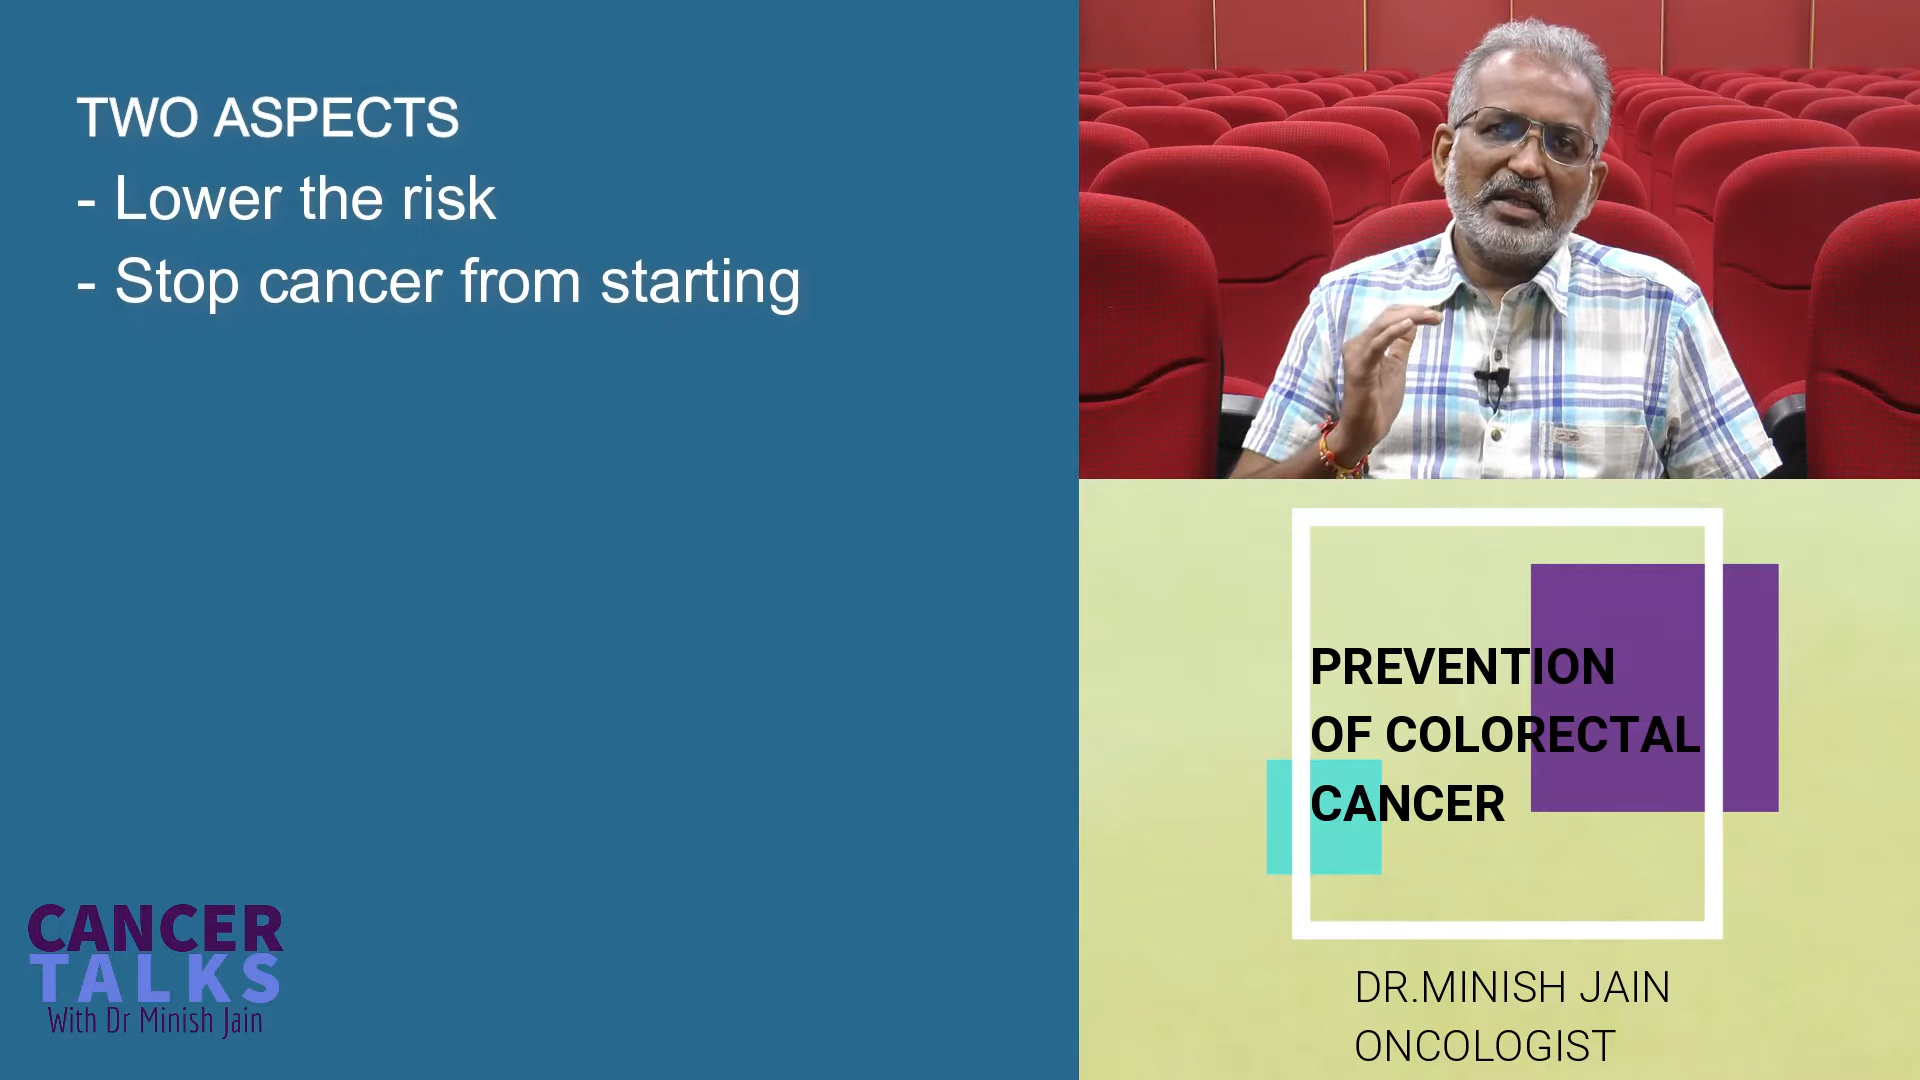 TWO ASPECTS
- Lower the risk
- Stop cancer from starting
CANCER
TALKS
With Dr Minish Jain
PREVENTION
OF COLORECTAL
CANCER
DR.MINISH JAIN
ONCOLOGIST